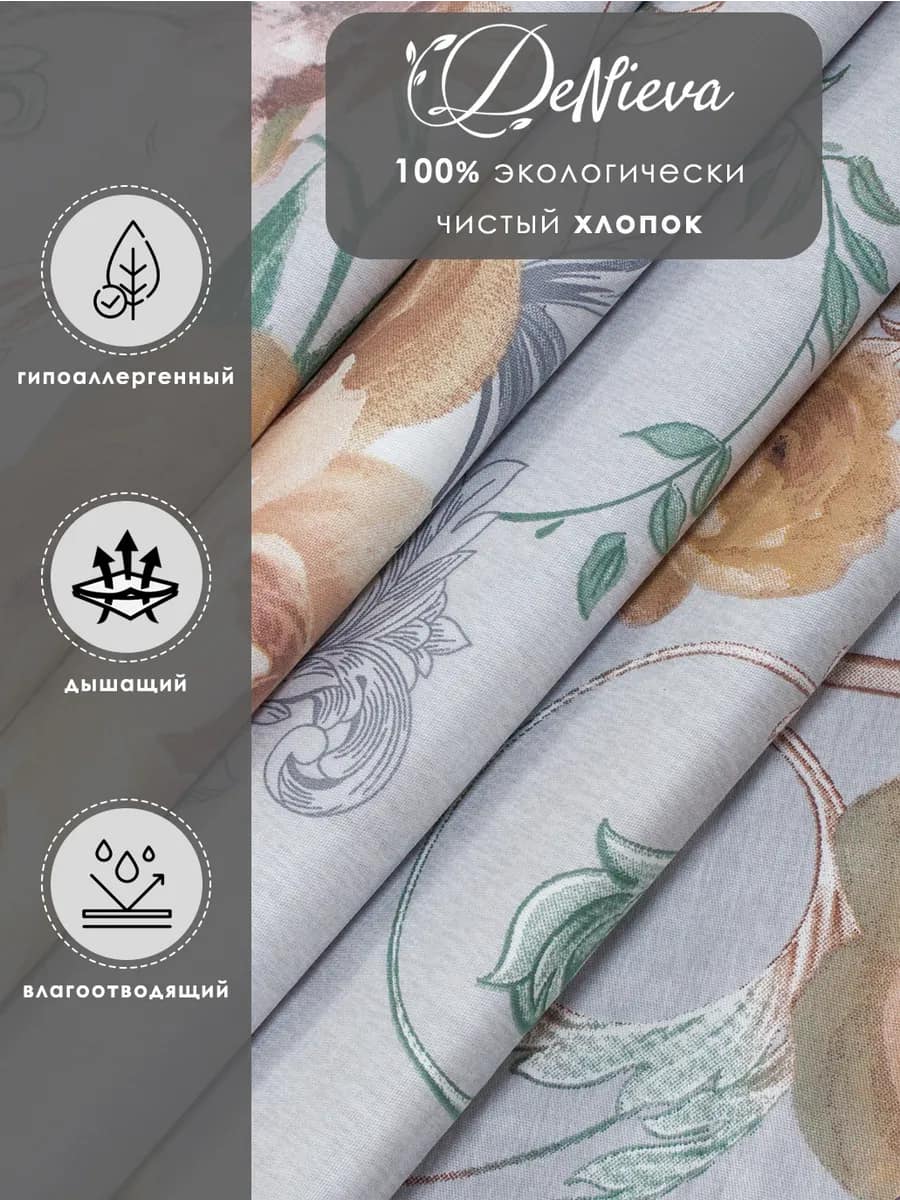 DeNieva
100% экологически
чистый хлопок
гипоаллергенный
дышащий
влагоотводящий